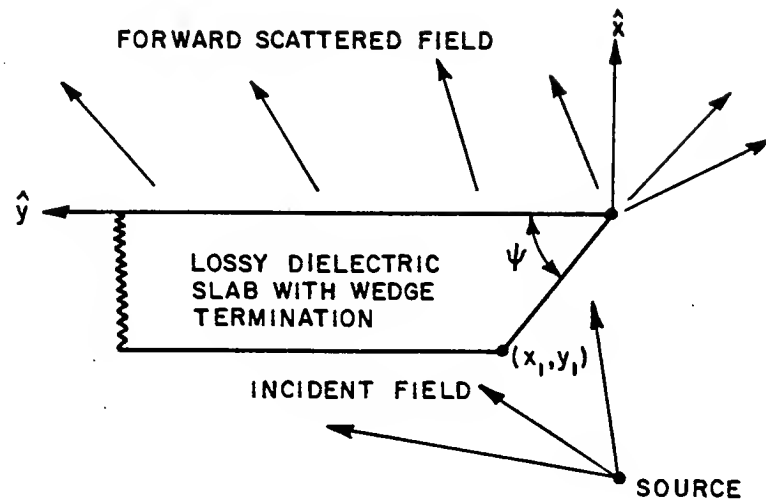 FORWARD SCATTERED FIELD
x̂
ŷ
ψ
LOSSY DIELECTRIC
SLAB WITH WEDGE
TERMINATION
(x₁,y₁)
INCIDENT FIELD
SOURCE